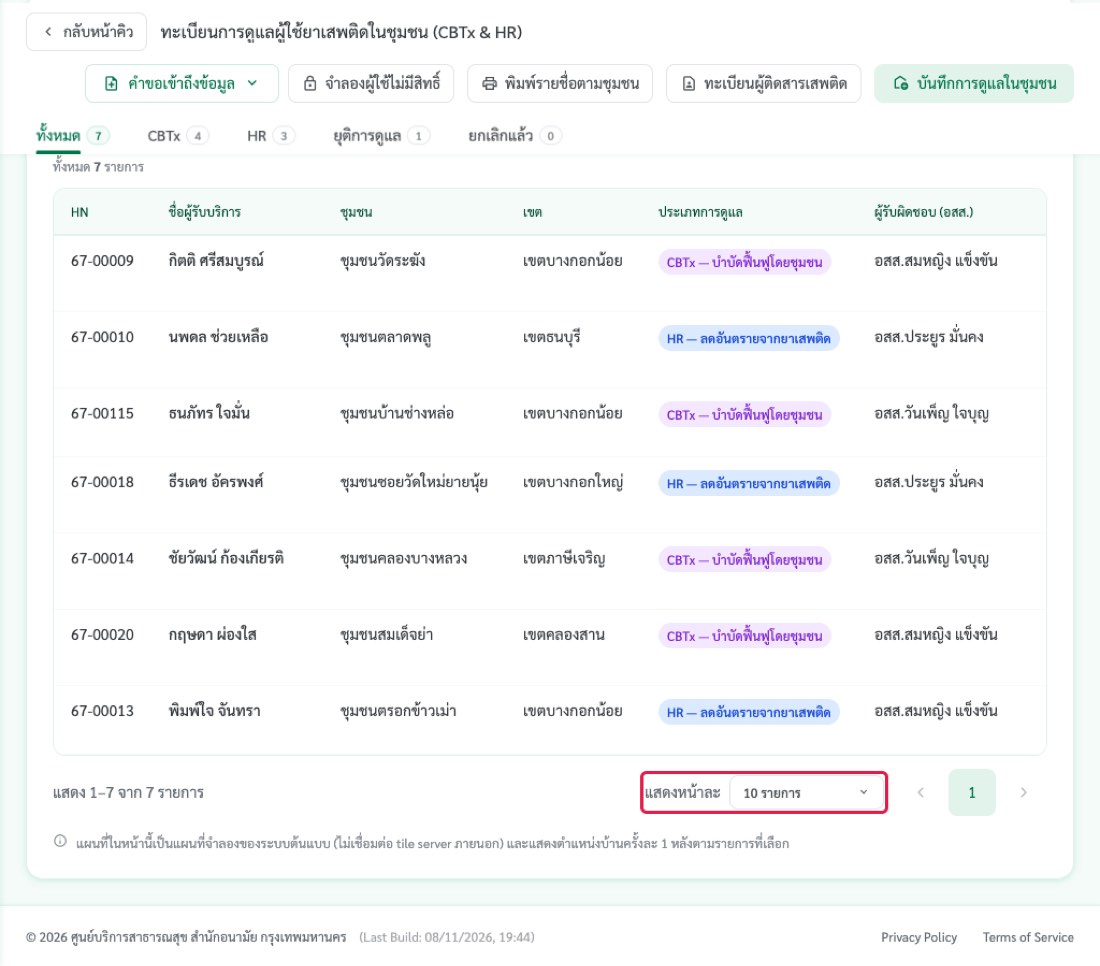 กลับหน้าคิว ทะเบียนการดูแลผู้ใช้ยาเสพติดในชุมชน (CBTx & HR)
คำขอเข้าถึงข้อมูล จำลองผู้ใช้ไม่มีสิทธิ์ พิมพ์รายชื่อตามชุมชน ทะเบียนผู้ติดสารเสพติด บันทึกการดูแลในชุมชน
ทั้งหมด 7 CBTx 4 HR 3 ยุติการดูแล 1 ยกเลิกแล้ว 0
ทั้งหมด 7 รายการ
HN ชื่อผู้รับบริการ ชุมชน เขต ประเภทการดูแล ผู้รับผิดชอบ (อสส.)
67-00009 กิตติ ศรีสมบูรณ์ ชุมชนวัดระฆัง เขตบางกอกน้อย CBTx — บำบัดฟื้นฟูโดยชุมชน อสส.สมหญิง แข็งขัน
67-00010 นพดล ช่วยเหลือ ชุมชนตลาดพลู เขตธนบุรี HR — ลดอันตรายจากยาเสพติด อสส.ประยูร มั่นคง
67-00115 ธนภัทร ใจมั่น ชุมชนบ้านช่างหล่อ เขตบางกอกน้อย CBTx — บำบัดฟื้นฟูโดยชุมชน อสส.วันเพ็ญ ใจบุญ
67-00018 ธีรเดช อัครพงศ์ ชุมชนซอยวัดใหม่ยายนุ้ย เขตบางกอกใหญ่ HR — ลดอันตรายจากยาเสพติด อสส.ประยูร มั่นคง
67-00014 ชัยวัฒน์ ก้องเกียรติ ชุมชนคลองบางหลวง เขตภาษีเจริญ CBTx — บำบัดฟื้นฟูโดยชุมชน อสส.วันเพ็ญ ใจบุญ
67-00020 กฤษดา ผ่องใส ชุมชนสมเด็จย่า เขตคลองสาน CBTx — บำบัดฟื้นฟูโดยชุมชน อสส.สมหญิง แข็งขัน
67-00013 พิมพ์ใจ จันทรา ชุมชนตรอกข้าวเม่า เขตบางกอกน้อย HR — ลดอันตรายจากยาเสพติด อสส.สมหญิง แข็งขัน
แสดง 1–7 จาก 7 รายการ แสดงหน้าละ 10 รายการ 1
แผนที่ในหน้านี้เป็นแผนที่จำลองของระบบต้นแบบ (ไม่เชื่อมต่อ tile server ภายนอก) และแสดงตำแหน่งบ้านครั้งละ 1 หลังตามรายการที่เลือก
© 2026 ศูนย์บริการสาธารณสุข สำนักอนามัย กรุงเทพมหานคร (Last Build: 08/11/2026, 19:44) Privacy Policy Terms of Service